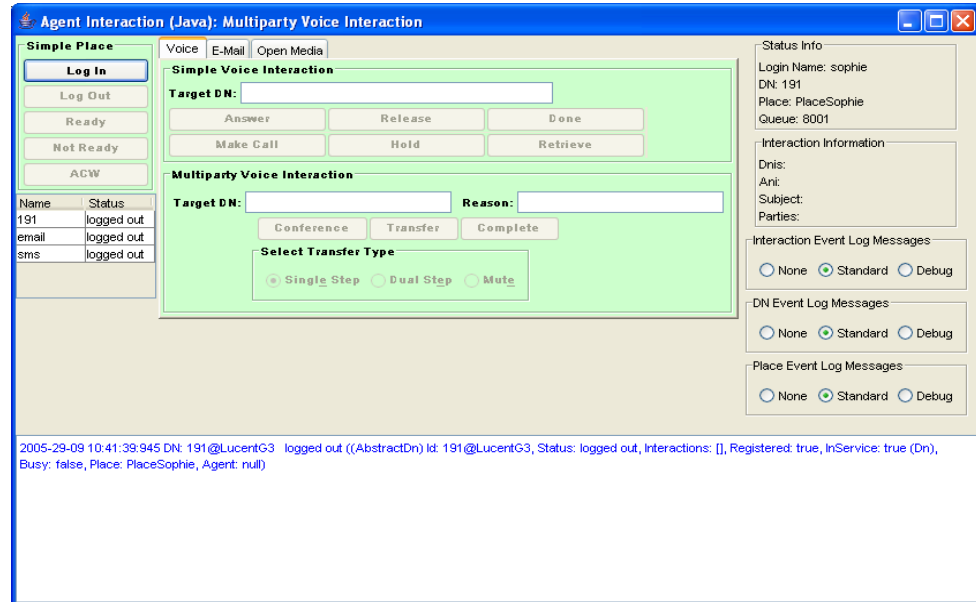 Agent Interaction (Java): Multiparty Voice Interaction
Simple Place
Log In
Log Out
Ready
Not Ready
ACW
Name Status
191 logged out
email logged out
sms logged out
Voice E-Mail Open Media
Simple Voice Interaction
Target DN:
Answer Release Done
Make Call Hold Retrieve
Multiparty Voice Interaction
Target DN: Reason:
Conference Transfer Complete
Select Transfer Type
Single Step Dual Step Mute
Status Info
Login Name: sophie
DN: 191
Place: PlaceSophie
Queue: 8001
Interaction Information
Dnis:
Ani:
Subject:
Parties:
Interaction Event Log Messages
None Standard Debug
DN Event Log Messages
None Standard Debug
Place Event Log Messages
None Standard Debug
2005-29-09 10:41:39:945 DN: 191@LucentG3 logged out ((AbstractDn) Id: 191@LucentG3, Status: logged out, Interactions: [], Registered: true, InService: true (Dn),
Busy: false, Place: PlaceSophie, Agent: null)